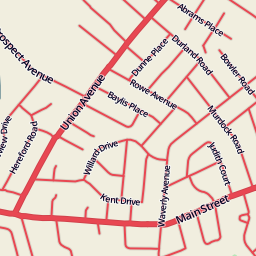 Abrams Place
Prospect Avenue
Dunne Place
Durland Road
Bowler Road
Union Avenue
Rowe Avenue
Baylis Place
Murdock Road
Hereford Road
Willard Drive
Judith Court
Drive
Waverly Avenue
Kent Drive
Main Street